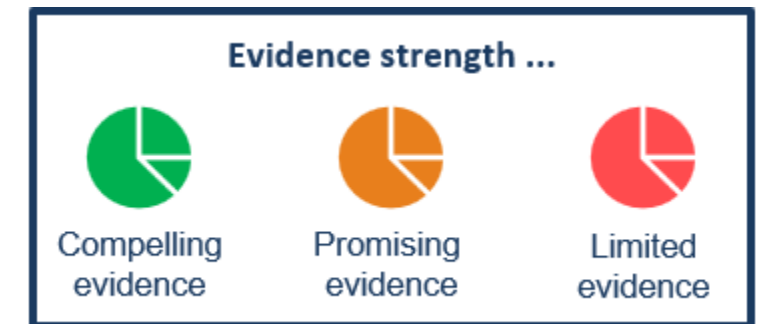 Evidence strength ...
Compelling evidence
Promising evidence
Limited evidence